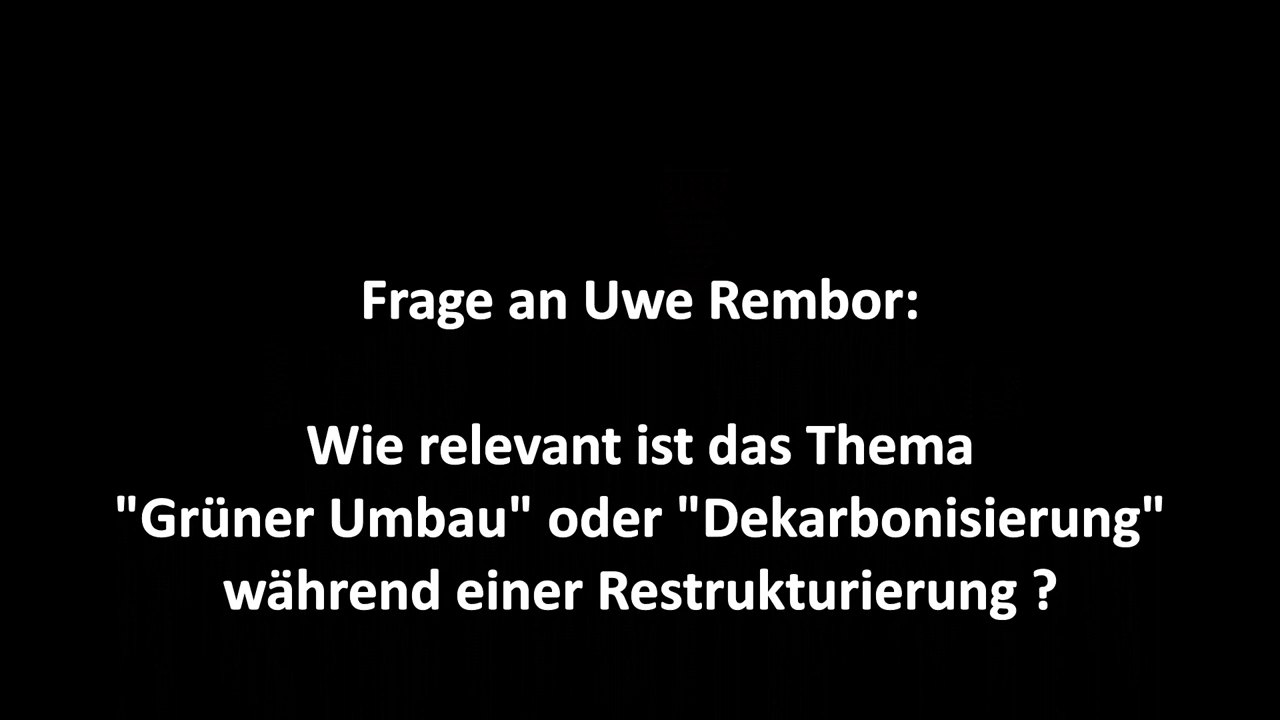 Frage an Uwe Rembor:
Wie relevant ist das Thema
"Grüner Umbau" oder "Dekarbonisierung"
während einer Restrukturierung ?